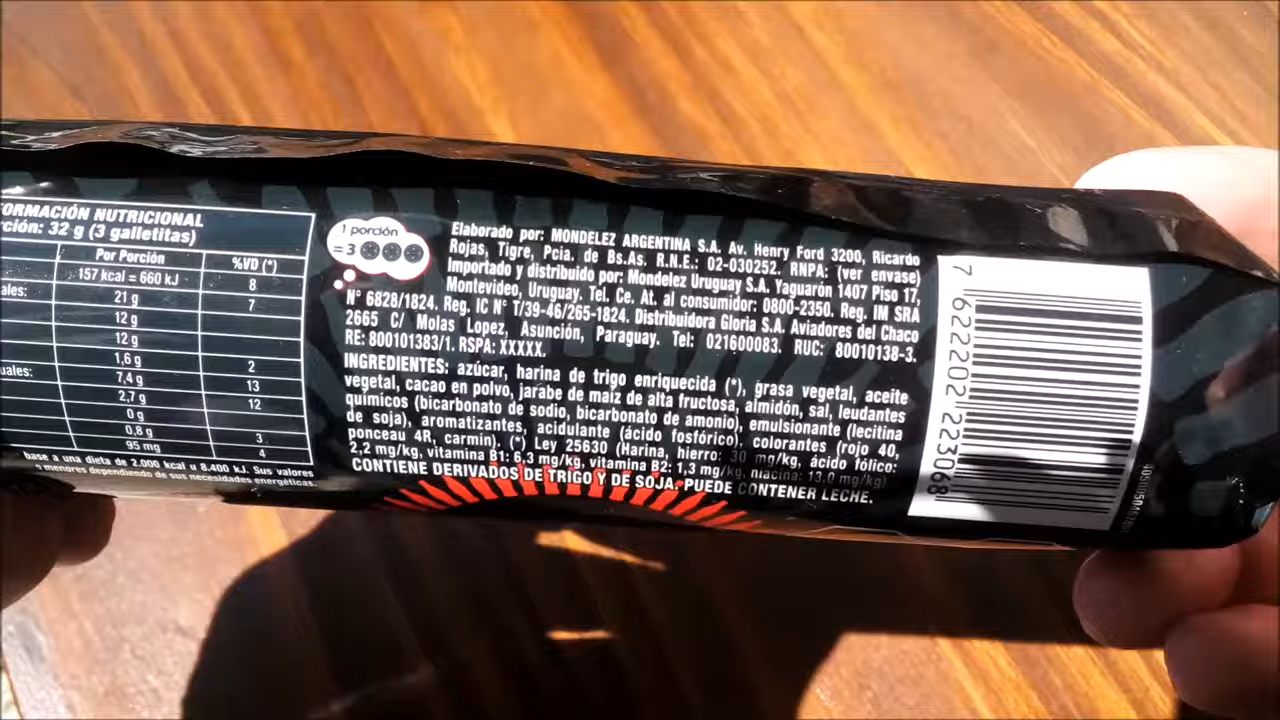 ORMACIÓN NUTRICIONAL
ción: 32 g (3 galletitas)
Por Porción %VD (*)
157 kcal = 660 kJ 8
ales: 21 g 7
12 g
12 g
1,6 g 2
uales: 7,4 g 13
2,7 g 12
0 g
0,8 g 3
95 mg 4
base a una dieta de 2.000 kcal u 8.400 kJ. Sus valores
menores dependiendo de sus necesidades energéticas.
1 porción
=3
Elaborado por: MONDELEZ ARGENTINA S.A. Av. Henry Ford 3200, Ricardo
Rojas, Tigre, Pcia. de Bs.As. R.N.E.: 02-030252. RNPA: (ver envase)
Importado y distribuido por: Mondelez Uruguay S.A. Yaguarón 1407 Piso 17,
Montevideo, Uruguay. Tel. Ce. At. al consumidor: 0800-2350. Reg. IM SRA
N° 6828/1824. Reg. IC N° T/39-46/265-1824. Distribuidora Gloria S.A. Aviadores del Chaco
2665 C/ Molas Lopez, Asunción, Paraguay. Tel: 021600083. RUC: 80010138-3.
RE: 800101383/1. RSPA: XXXXX.
INGREDIENTES: azúcar, harina de trigo enriquecida (*), grasa vegetal, aceite
vegetal, cacao en polvo, jarabe de maíz de alta fructosa, almidón, sal, leudantes
químicos (bicarbonato de sodio, bicarbonato de amonio), emulsionante (lecitina
de soja), aromatizantes, acidulante (ácido fosfórico), colorantes (rojo 40,
ponceau 4R, carmín). (*) Ley 25630 (Harina, hierro: 30 mg/kg, ácido fólico:
2,2 mg/kg, vitamina B1: 6,3 mg/kg, vitamina B2: 1,3 mg/kg, niacina: 13,0 mg/kg)
CONTIENE DERIVADOS DE TRIGO Y DE SOJA. PUEDE CONTENER LECHE.
7 622202 223068